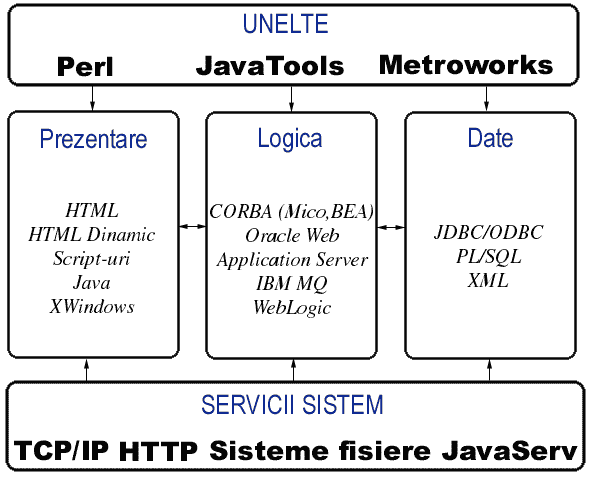 UNELTE
Perl JavaTools Metroworks
Prezentare
HTML
HTML Dinamic
Script-uri
Java
XWindows
Logica
CORBA (Mico,BEA)
Oracle Web
Application Server
IBM MQ
WebLogic
Date
JDBC/ODBC
PL/SQL
XML
SERVICII SISTEM
TCP/IP HTTP Sisteme fisiere JavaServ